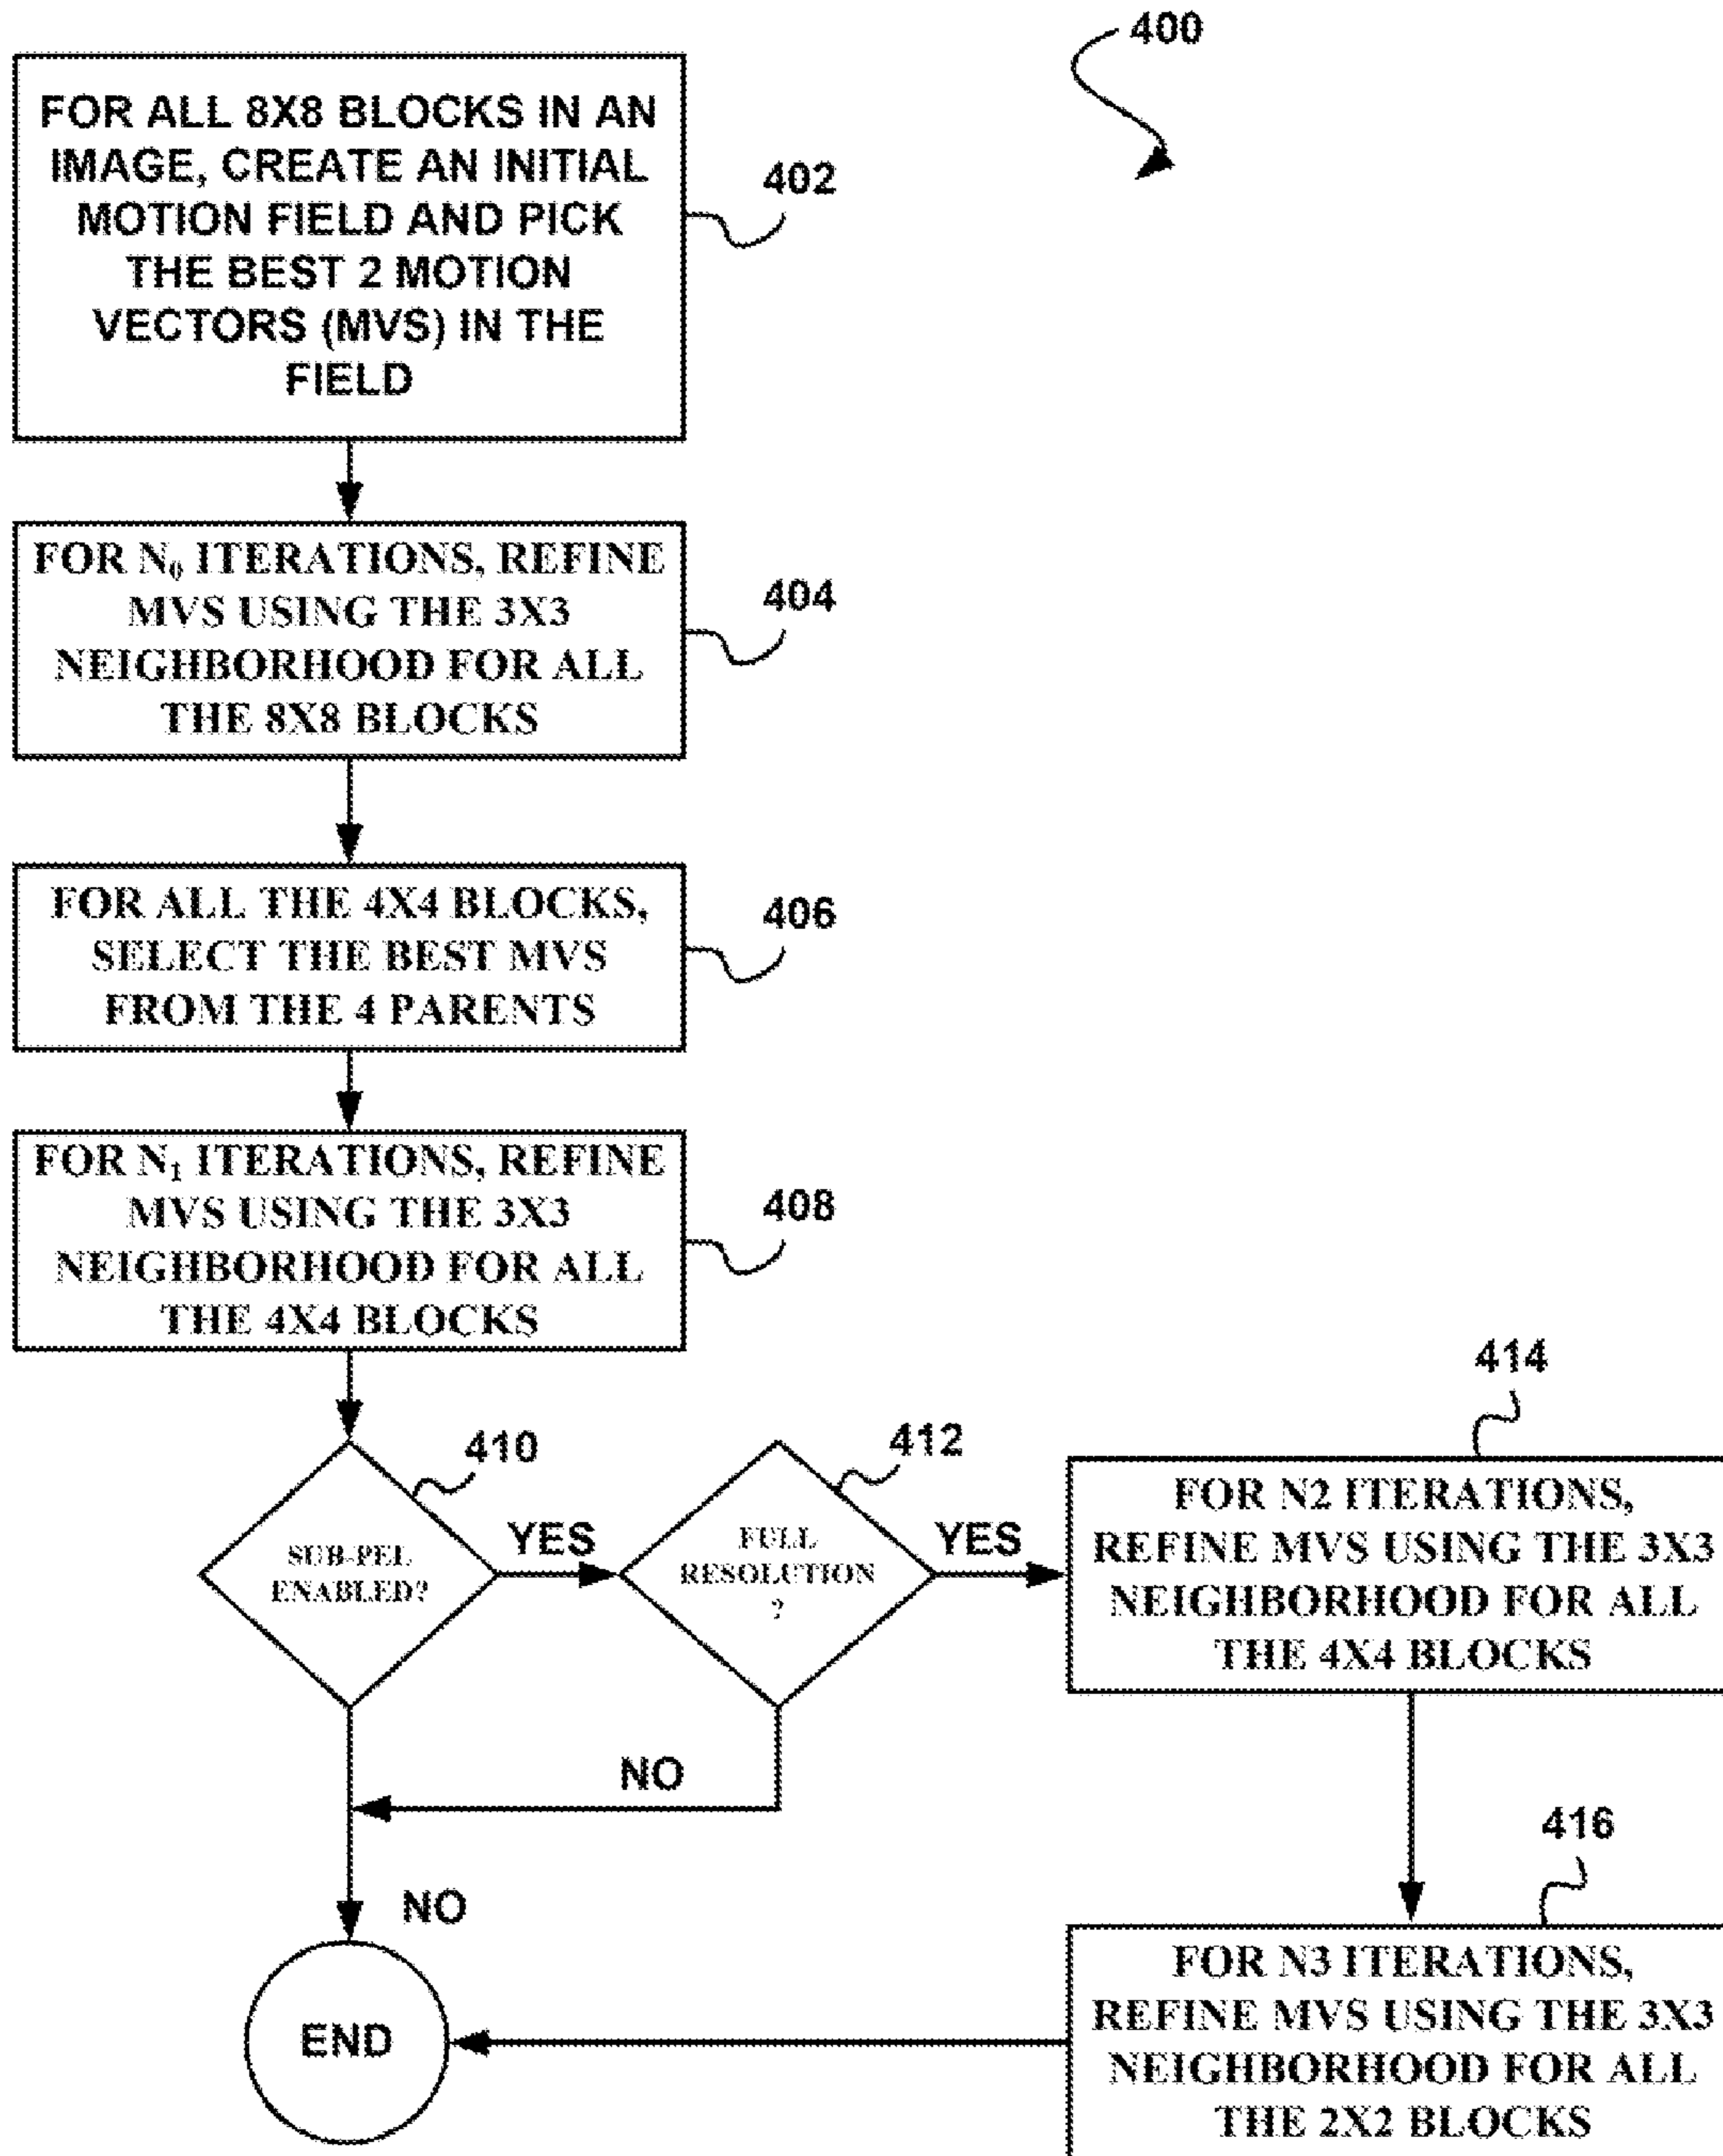 400
FOR ALL 8X8 BLOCKS IN AN
IMAGE, CREATE AN INITIAL
MOTION FIELD AND PICK
THE BEST 2 MOTION
VECTORS (MVS) IN THE
FIELD
402
FOR N₀ ITERATIONS, REFINE
MVS USING THE 3X3
NEIGHBORHOOD FOR ALL
THE 8X8 BLOCKS
404
FOR ALL THE 4X4 BLOCKS,
SELECT THE BEST MVS
FROM THE 4 PARENTS
406
FOR N₁ ITERATIONS, REFINE
MVS USING THE 3X3
NEIGHBORHOOD FOR ALL
THE 4X4 BLOCKS
408
410
SUB-PEL
ENABLED?
YES
NO
412
FULL
RESOLUTION
?
YES
NO
414
FOR N2 ITERATIONS,
REFINE MVS USING THE 3X3
NEIGHBORHOOD FOR ALL
THE 4X4 BLOCKS
416
FOR N3 ITERATIONS,
REFINE MVS USING THE 3X3
NEIGHBORHOOD FOR ALL
THE 2X2 BLOCKS
END